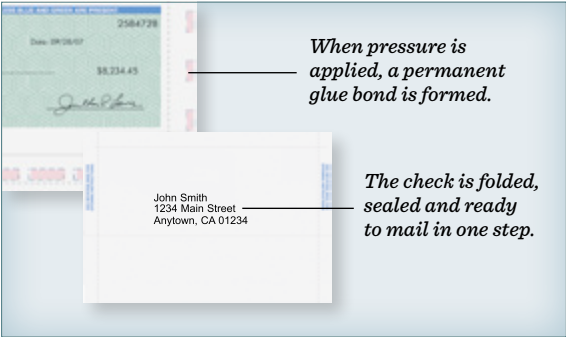 2584728
Date: 09/28/07
$8,234.45
When pressure is
applied, a permanent
glue bond is formed.
John Smith
1234 Main Street
Anytown, CA 01234
The check is folded,
sealed and ready
to mail in one step.